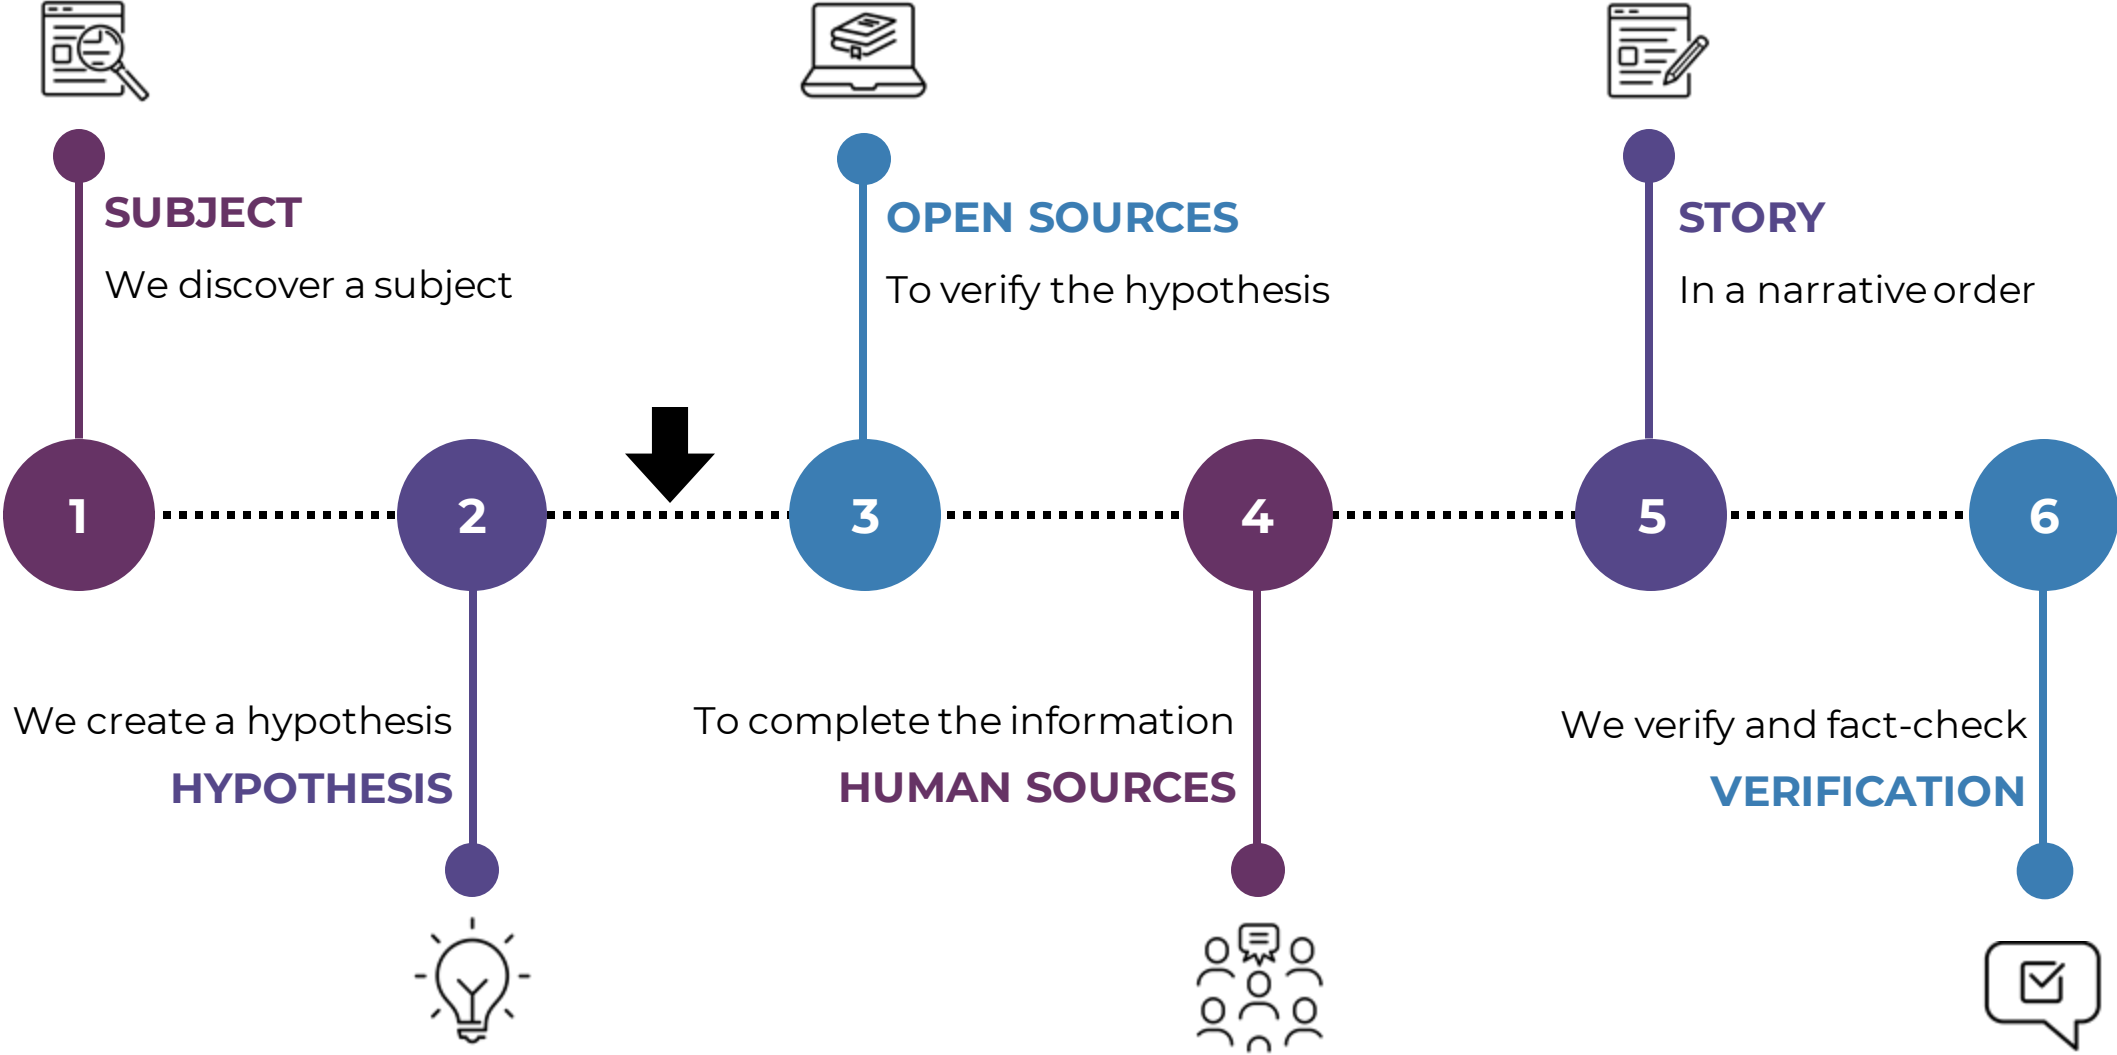 SUBJECT
We discover a subject
OPEN SOURCES
To verify the hypothesis
STORY
In a narrative order
1
2
3
4
5
6
We create a hypothesis
HYPOTHESIS
To complete the information
HUMAN SOURCES
We verify and fact-check
VERIFICATION